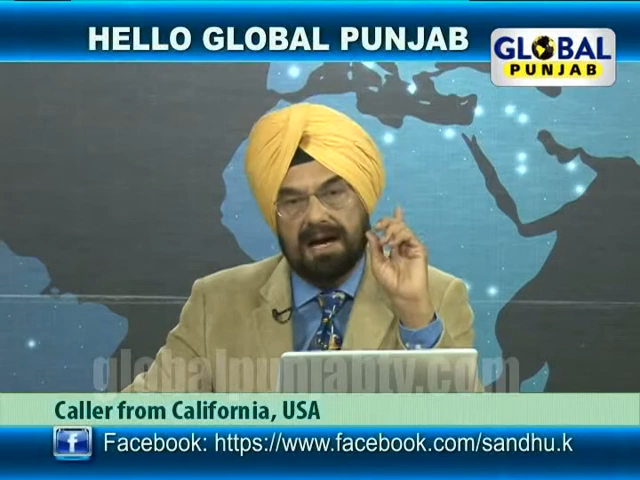 HELLO GLOBAL PUNJAB
GLOBAL
PUNJAB
globalpunjabtv.com
Caller from California, USA
Facebook: https://www.facebook.com/sandhu.k